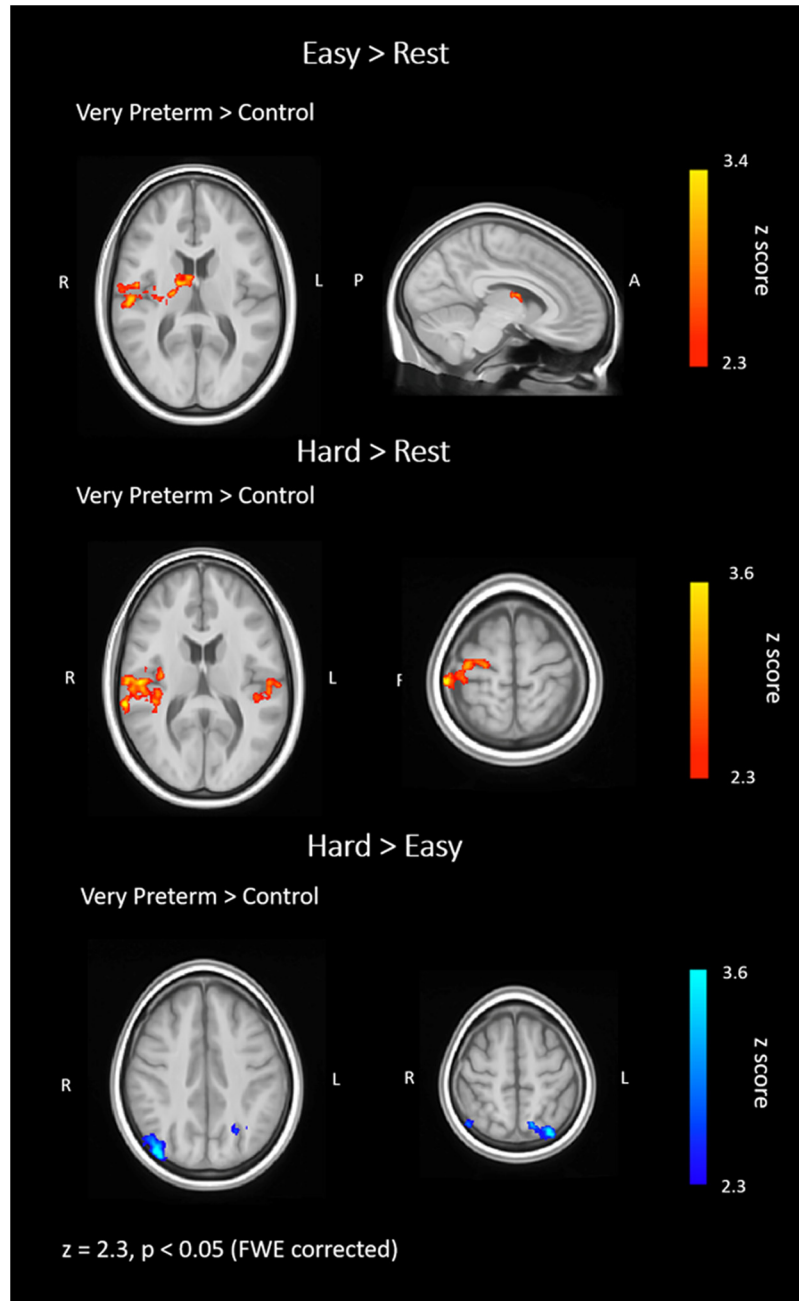 Easy > Rest
Very Preterm > Control
3.4
R
L
P
A
z score
2.3
Hard > Rest
Very Preterm > Control
3.6
R
L
z score
2.3
Hard > Easy
Very Preterm > Control
3.6
R
L
R
L
z score
2.3
z = 2.3, p < 0.05 (FWE corrected)